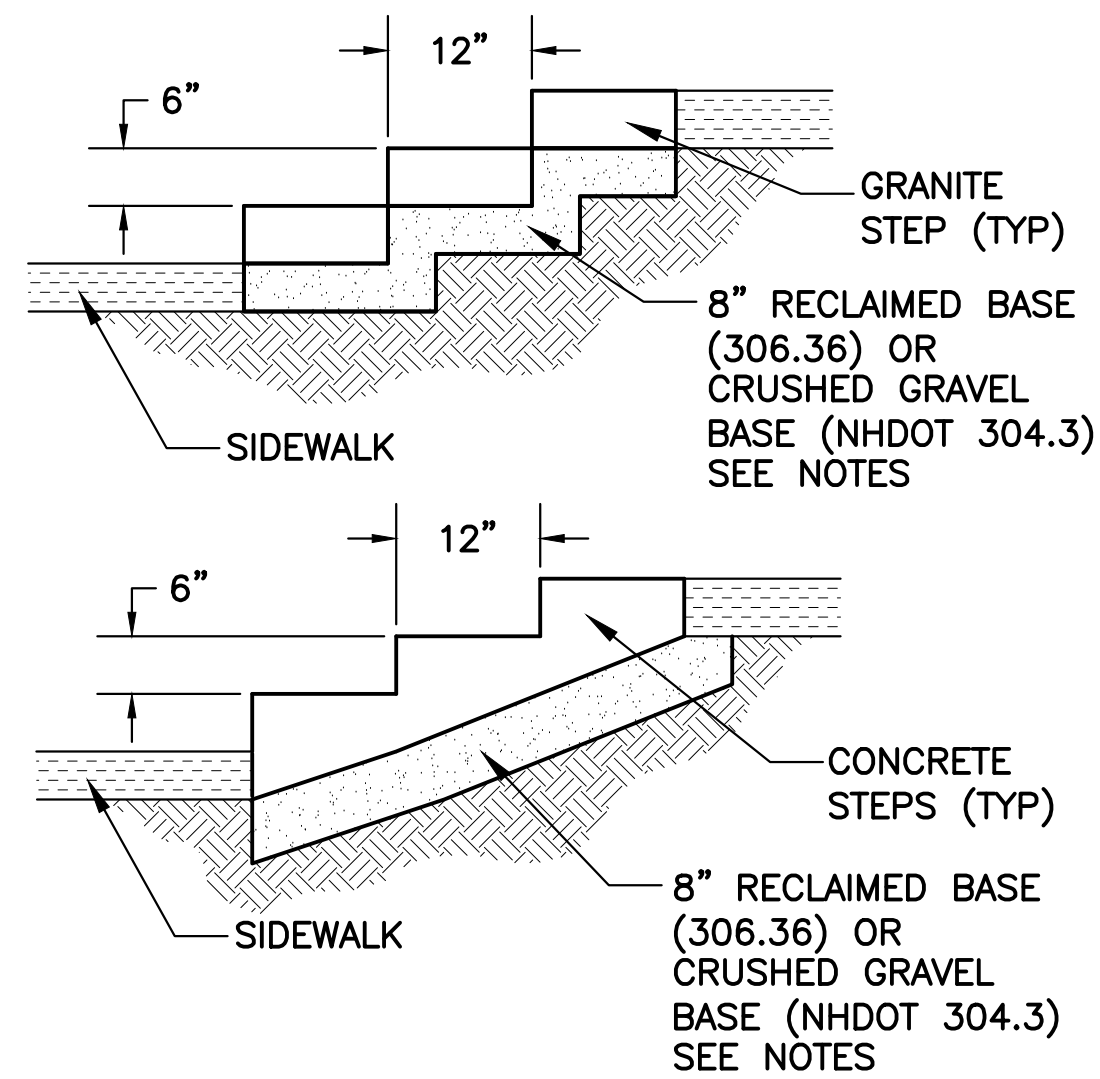 12”
6”
GRANITE
STEP (TYP)
8” RECLAIMED BASE
(306.36) OR
CRUSHED GRAVEL
BASE (NHDOT 304.3)
SEE NOTES
SIDEWALK
12”
6”
CONCRETE
STEPS (TYP)
8” RECLAIMED BASE
(306.36) OR
CRUSHED GRAVEL
BASE (NHDOT 304.3)
SEE NOTES
SIDEWALK